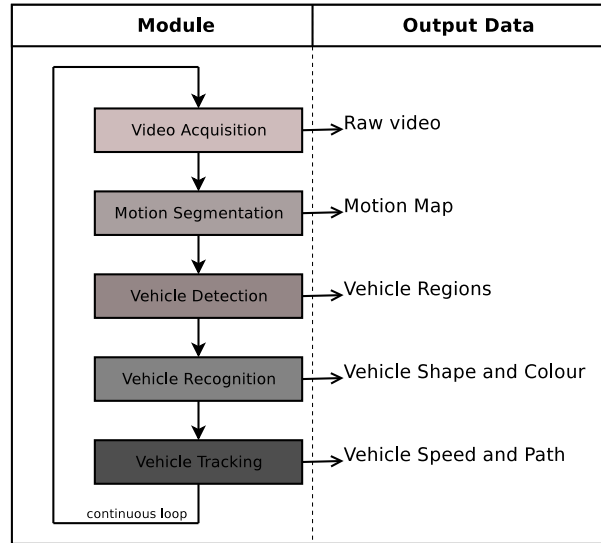 Module
Output Data
Video Acquisition
Raw video
Motion Segmentation
Motion Map
Vehicle Detection
Vehicle Regions
Vehicle Recognition
Vehicle Shape and Colour
Vehicle Tracking
Vehicle Speed and Path
continuous loop